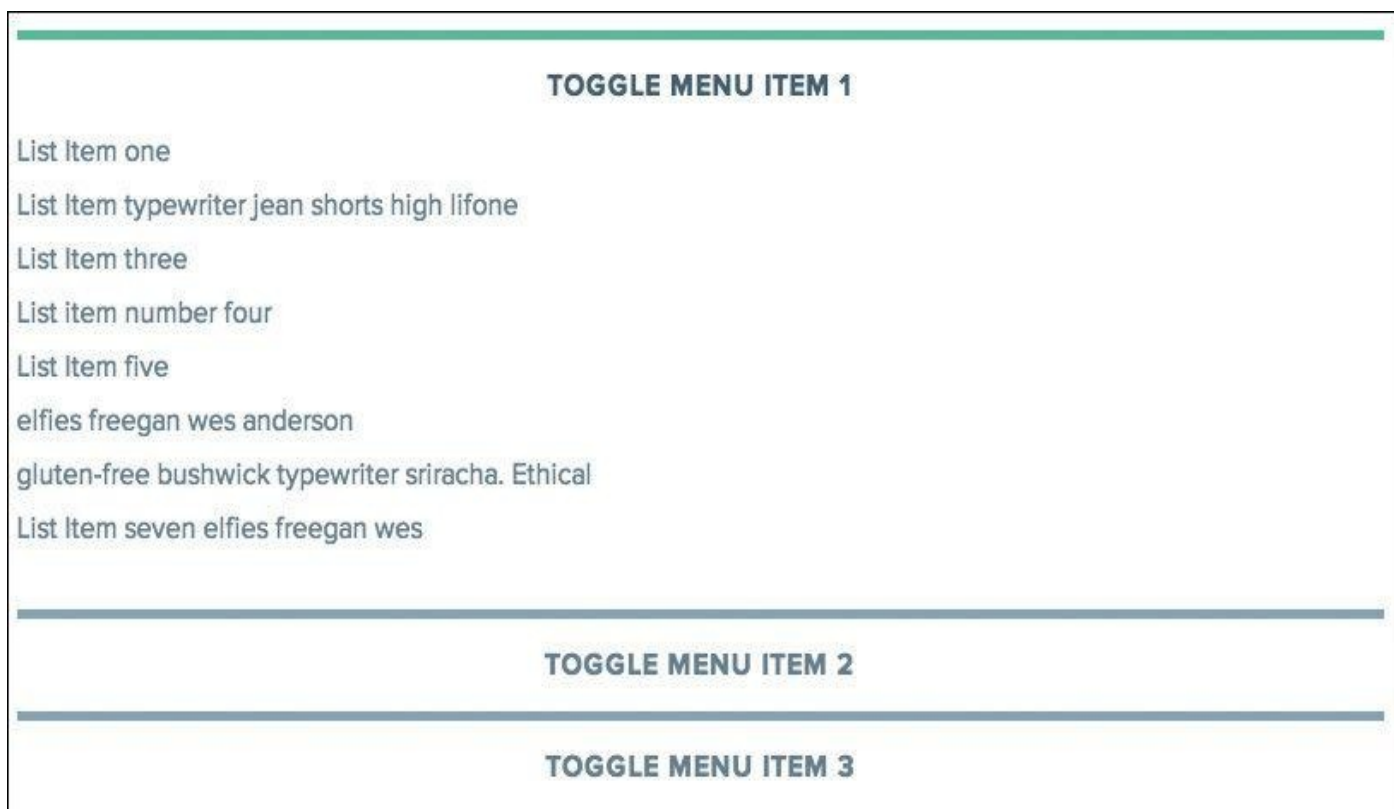 TOGGLE MENU ITEM 1
List Item one
List Item typewriter jean shorts high lifone
List Item three
List item number four
List Item five
elfies freegan wes anderson
gluten-free bushwick typewriter sriracha. Ethical
List Item seven elfies freegan wes
TOGGLE MENU ITEM 2
TOGGLE MENU ITEM 3